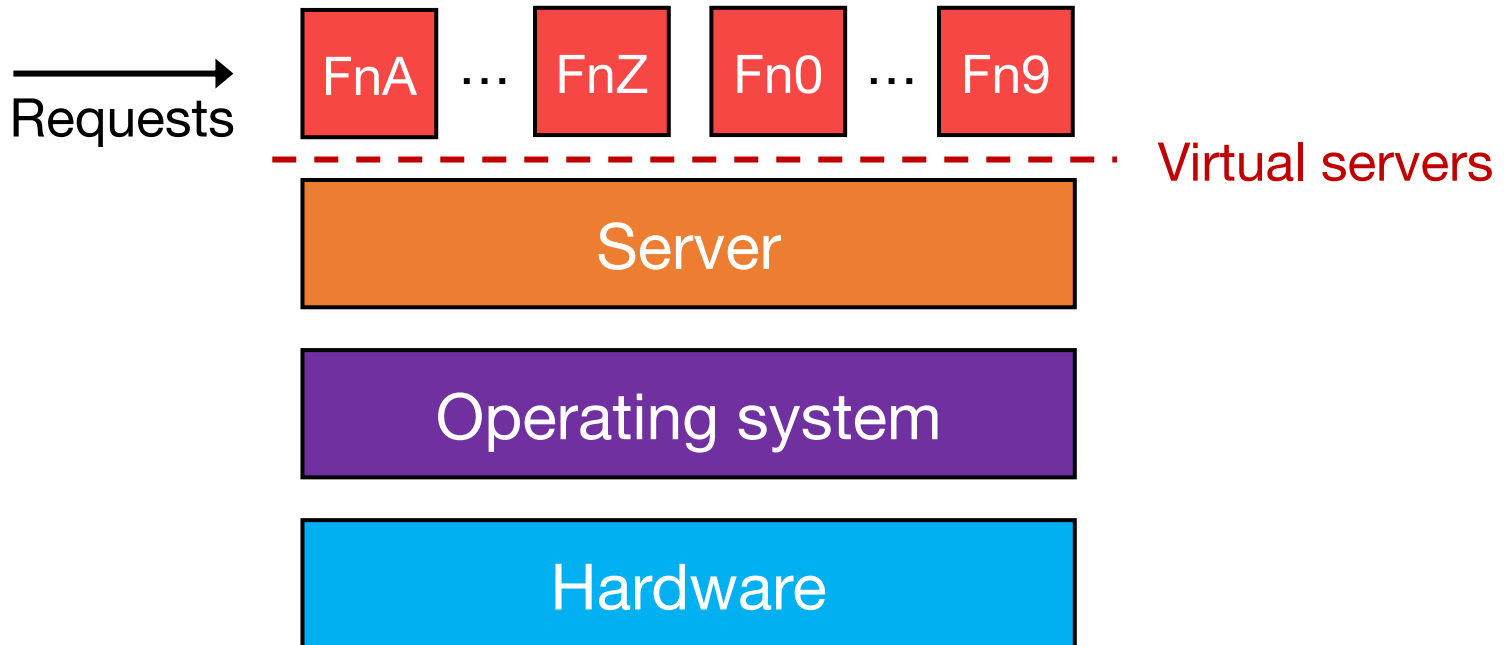 FnA ... FnZ Fn0 ... Fn9
Requests
Virtual servers
Server
Operating system
Hardware